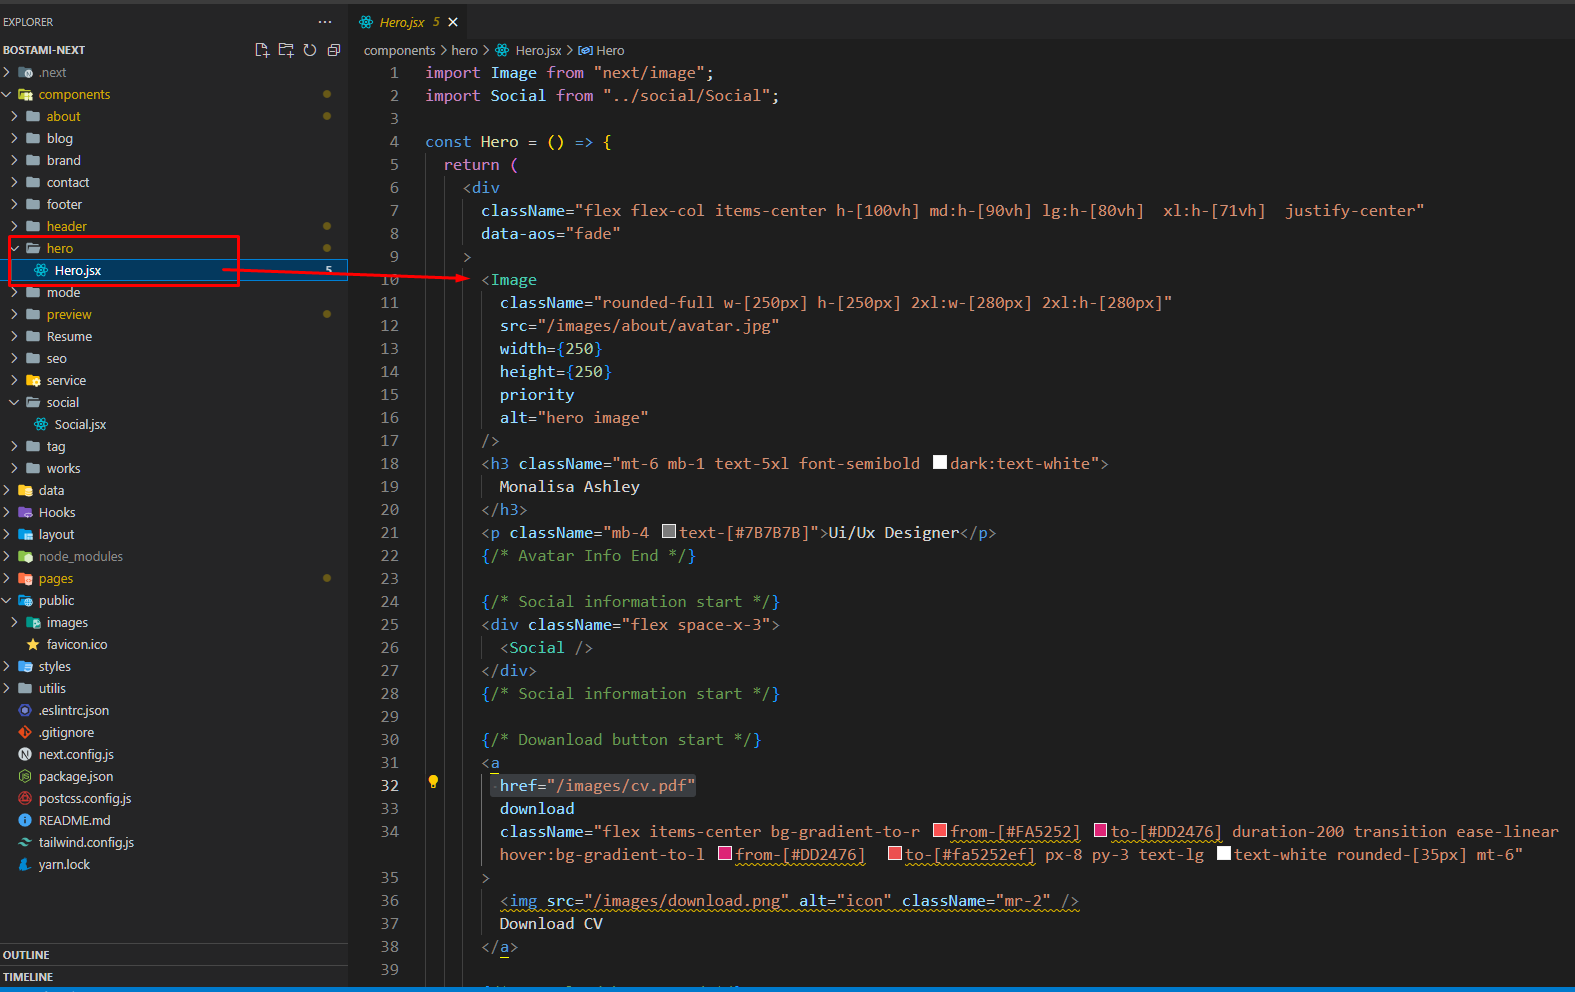 EXPLORER
···
BOSTAMI-NEXT
.next
components
about
blog
brand
contact
footer
header
hero
Hero.jsx 5
mode
preview
Resume
seo
service
social
Social.jsx
tag
works
data
Hooks
layout
node_modules
pages
public
images
favicon.ico
styles
utilis
.eslintrc.json
.gitignore
next.config.js
package.json
postcss.config.js
README.md
tailwind.config.js
yarn.lock
OUTLINE
TIMELINE
Hero.jsx 5
components > hero > Hero.jsx > Hero
1 import Image from "next/image";
2 import Social from "../social/Social";
3
4 const Hero = () => {
5 return (
6 <div
7 className="flex flex-col items-center h-[100vh] md:h-[90vh] lg:h-[80vh]  xl:h-[71vh]  justify-center"
8 data-aos="fade"
9 >
10 <Image
11 className="rounded-full w-[250px] h-[250px] 2xl:w-[280px] 2xl:h-[280px]"
12 src="/images/about/avatar.jpg"
13 width={250}
14 height={250}
15 priority
16 alt="hero image"
17 />
18 <h3 className="mt-6 mb-1 text-5xl font-semibold dark:text-white">
19 Monalisa Ashley
20 </h3>
21 <p className="mb-4 text-[#7B7B7B]">Ui/Ux Designer</p>
22 {/* Avatar Info End */}
23
24 {/* Social information start */}
25 <div className="flex space-x-3">
26 <Social />
27 </div>
28 {/* Social information start */}
29
30 {/* Dowanload button start */}
31 <a
32 href="/images/cv.pdf"
33 download
34 className="flex items-center bg-gradient-to-r from-[#FA5252] to-[#DD2476] duration-200 transition ease-linear
hover:bg-gradient-to-l from-[#DD2476]  to-[#fa5252ef] px-8 py-3 text-lg text-white rounded-[35px] mt-6"
35 >
36 <img src="/images/download.png" alt="icon" className="mr-2" />
37 Download CV
38 </a>
39